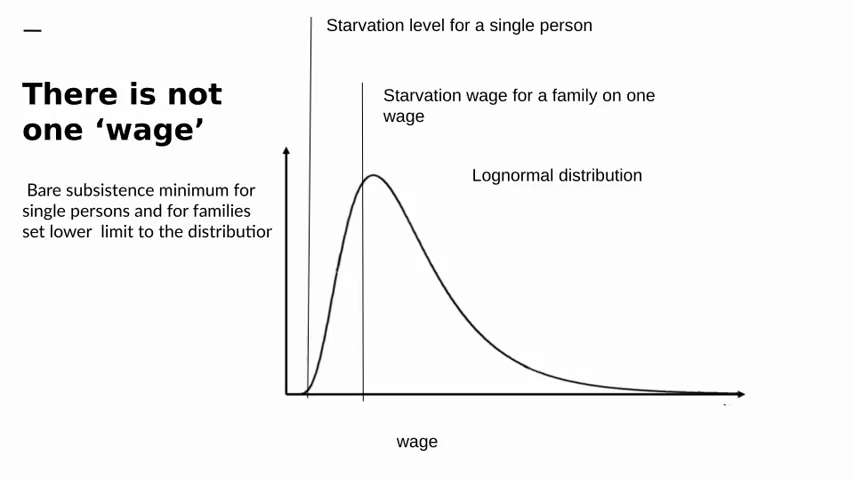 Starvation level for a single person
There is not
one ‘wage’
Starvation wage for a family on one
wage
Lognormal distribution
Bare subsistence minimum for
single persons and for families
set lower limit to the distributior
wage